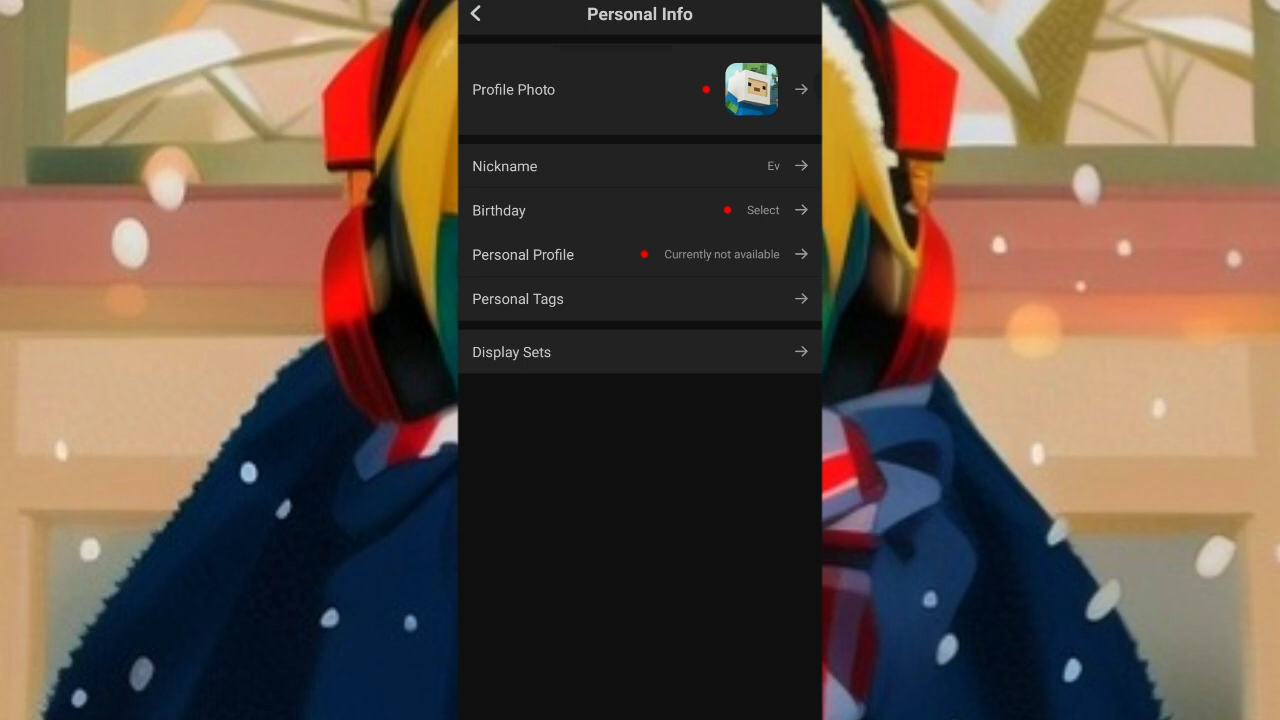 Personal Info
Profile Photo
Nickname Ev
Birthday Select
Personal Profile Currently not available
Personal Tags
Display Sets